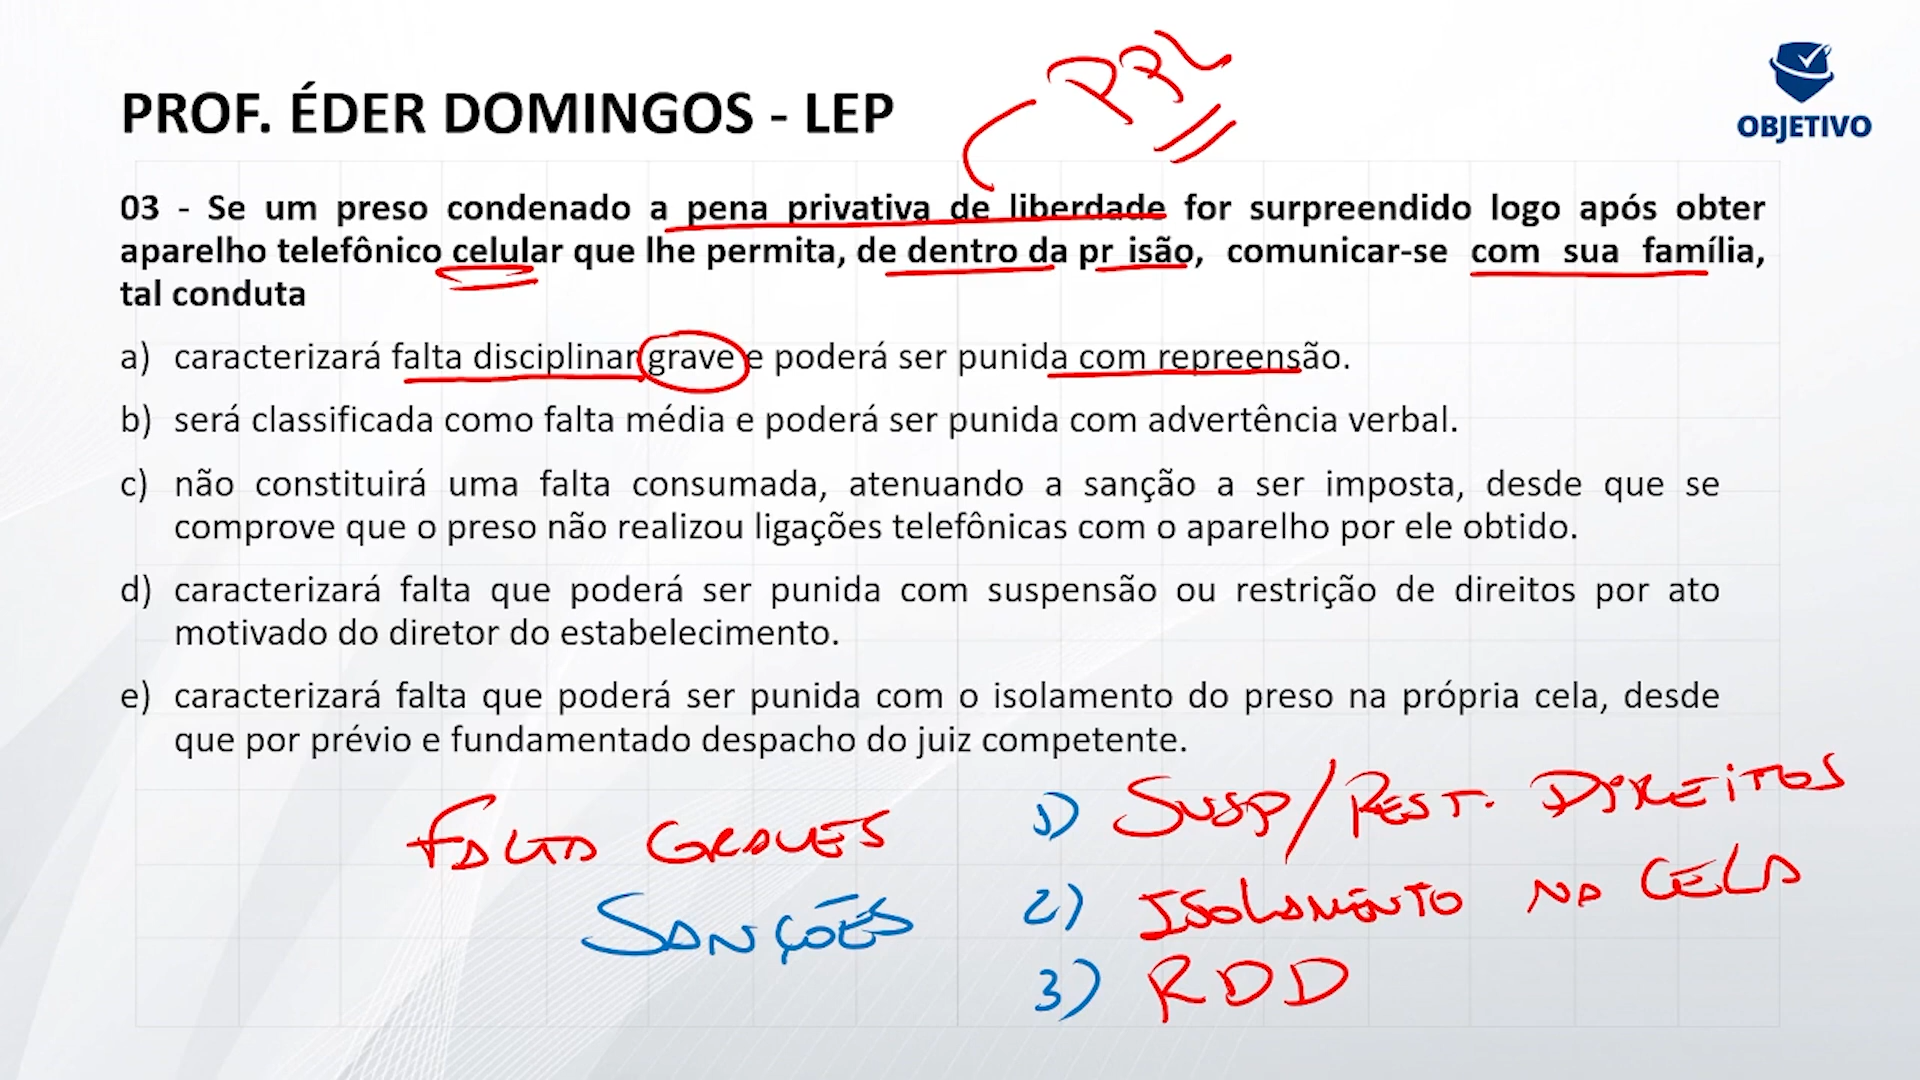 PPL
PROF. ÉDER DOMINGOS - LEP
OBJETIVO
03 - Se um preso condenado a pena privativa de liberdade for surpreendido logo após obter
aparelho telefônico celular que lhe permita, de dentro da pr isão, comunicar-se com sua família,
tal conduta
a) caracterizará falta disciplinar grave e poderá ser punida com repreensão.
b) será classificada como falta média e poderá ser punida com advertência verbal.
c) não constituirá uma falta consumada, atenuando a sanção a ser imposta, desde que se
comprove que o preso não realizou ligações telefônicas com o aparelho por ele obtido.
d) caracterizará falta que poderá ser punida com suspensão ou restrição de direitos por ato
motivado do diretor do estabelecimento.
e) caracterizará falta que poderá ser punida com o isolamento do preso na própria cela, desde
que por prévio e fundamentado despacho do juiz competente.
FALTA GRAVES
SANÇÕES
1) SUSP/REST. DIREITOS
2) ISOLAMENTO NA CELA
3) RDD